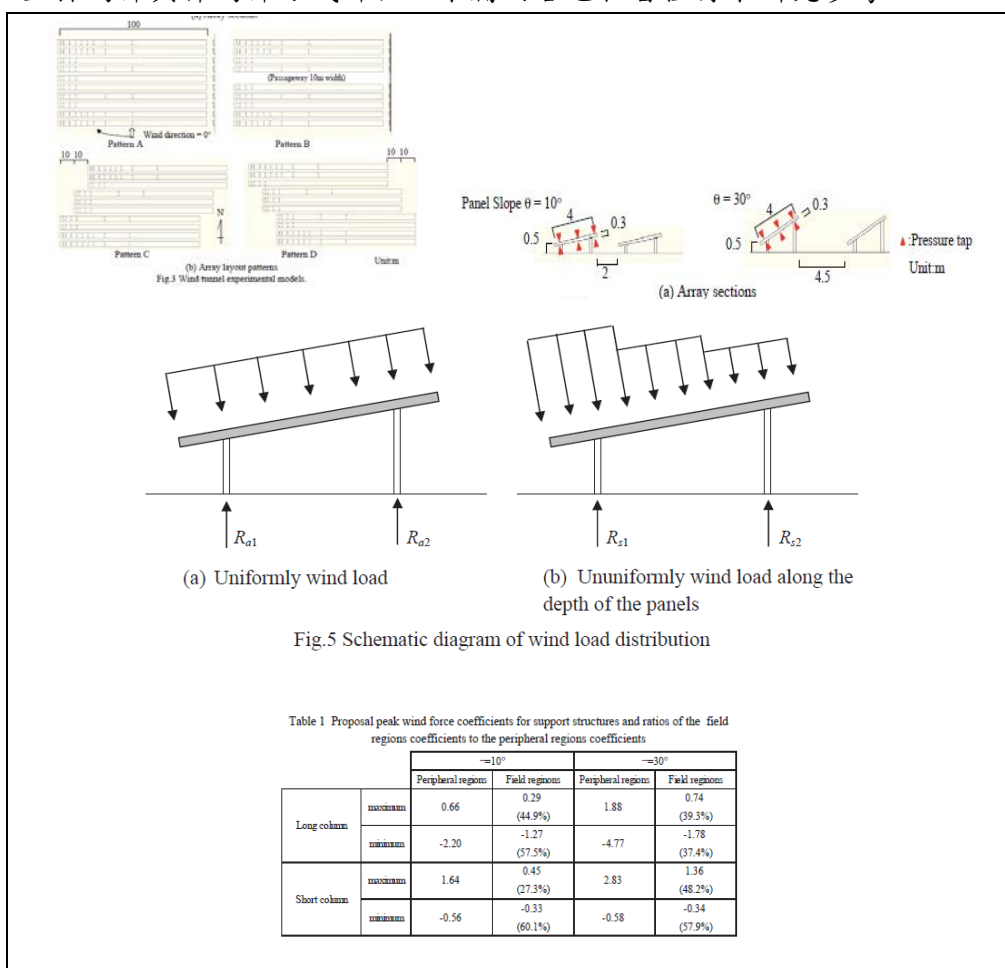 100
(Passageway 10m width)
Wind direction = 0°
Pattern A
Pattern B
10 10
10 10
N
Pattern C
Pattern D
Unit:m
(b) Array layout patterns
Fig.3 Wind tunnel experimental models.
Panel Slope θ = 10°
4
0.3
0.5
2
θ = 30°
4
0.3
0.5
4.5
:Pressure tap
Unit:m
(a) Array sections
Ra1
Ra2
Rs1
Rs2
(a) Uniformly wind load
(b) Ununiformly wind load along the
depth of the panels
Fig.5 Schematic diagram of wind load distribution
Table 1 Proposal peak wind force coefficients for support structures and ratios of the field
regions coefficients to the peripheral regions coefficients
=10° =30°
Peripheral regions Field reginons Peripheral regions Field reginons
Long column
maximum 0.66 0.29 (44.9%) 1.88 0.74 (39.3%)
minimum -2.20 -1.27 (57.5%) -4.77 -1.78 (37.4%)
Short column
maximum 1.64 0.45 (27.3%) 2.83 1.36 (48.2%)
minimum -0.56 -0.33 (60.1%) -0.58 -0.34 (57.9%)